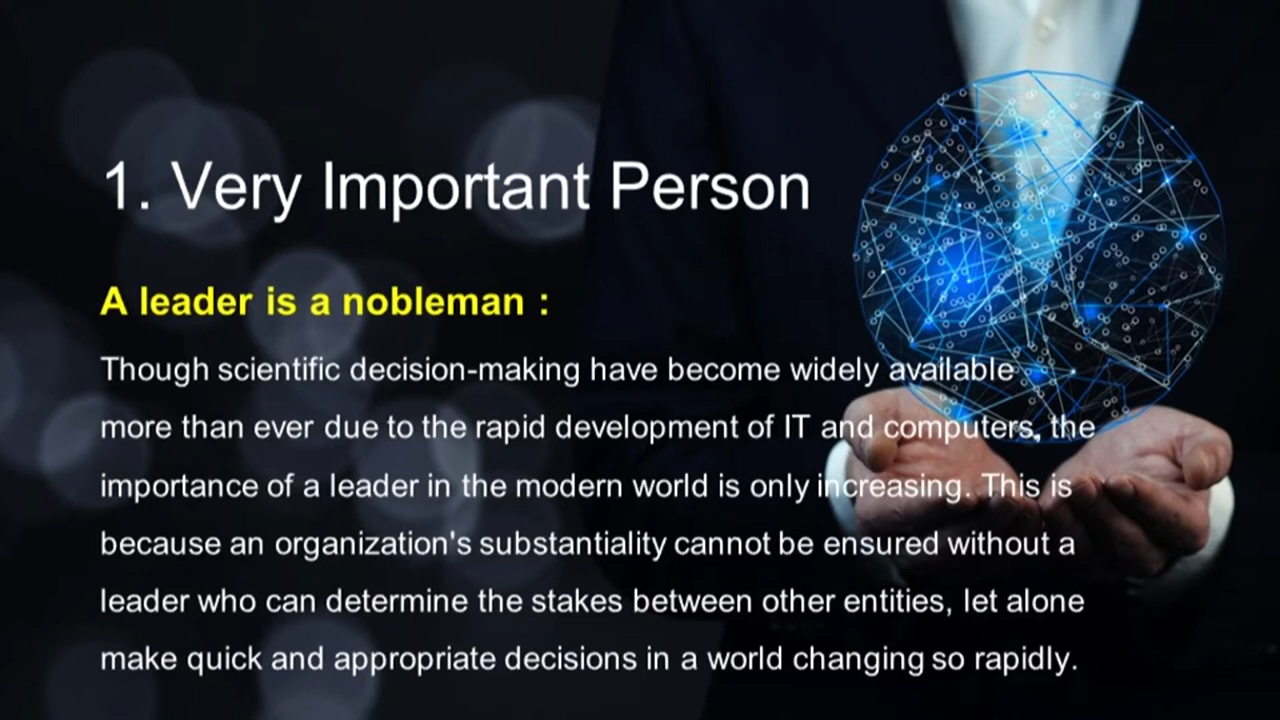 1. Very Important Person
A leader is a nobleman :
Though scientific decision-making have become widely available
more than ever due to the rapid development of IT and computers, the
importance of a leader in the modern world is only increasing. This is
because an organization's substantiality cannot be ensured without a
leader who can determine the stakes between other entities, let alone
make quick and appropriate decisions in a world changing so rapidly.